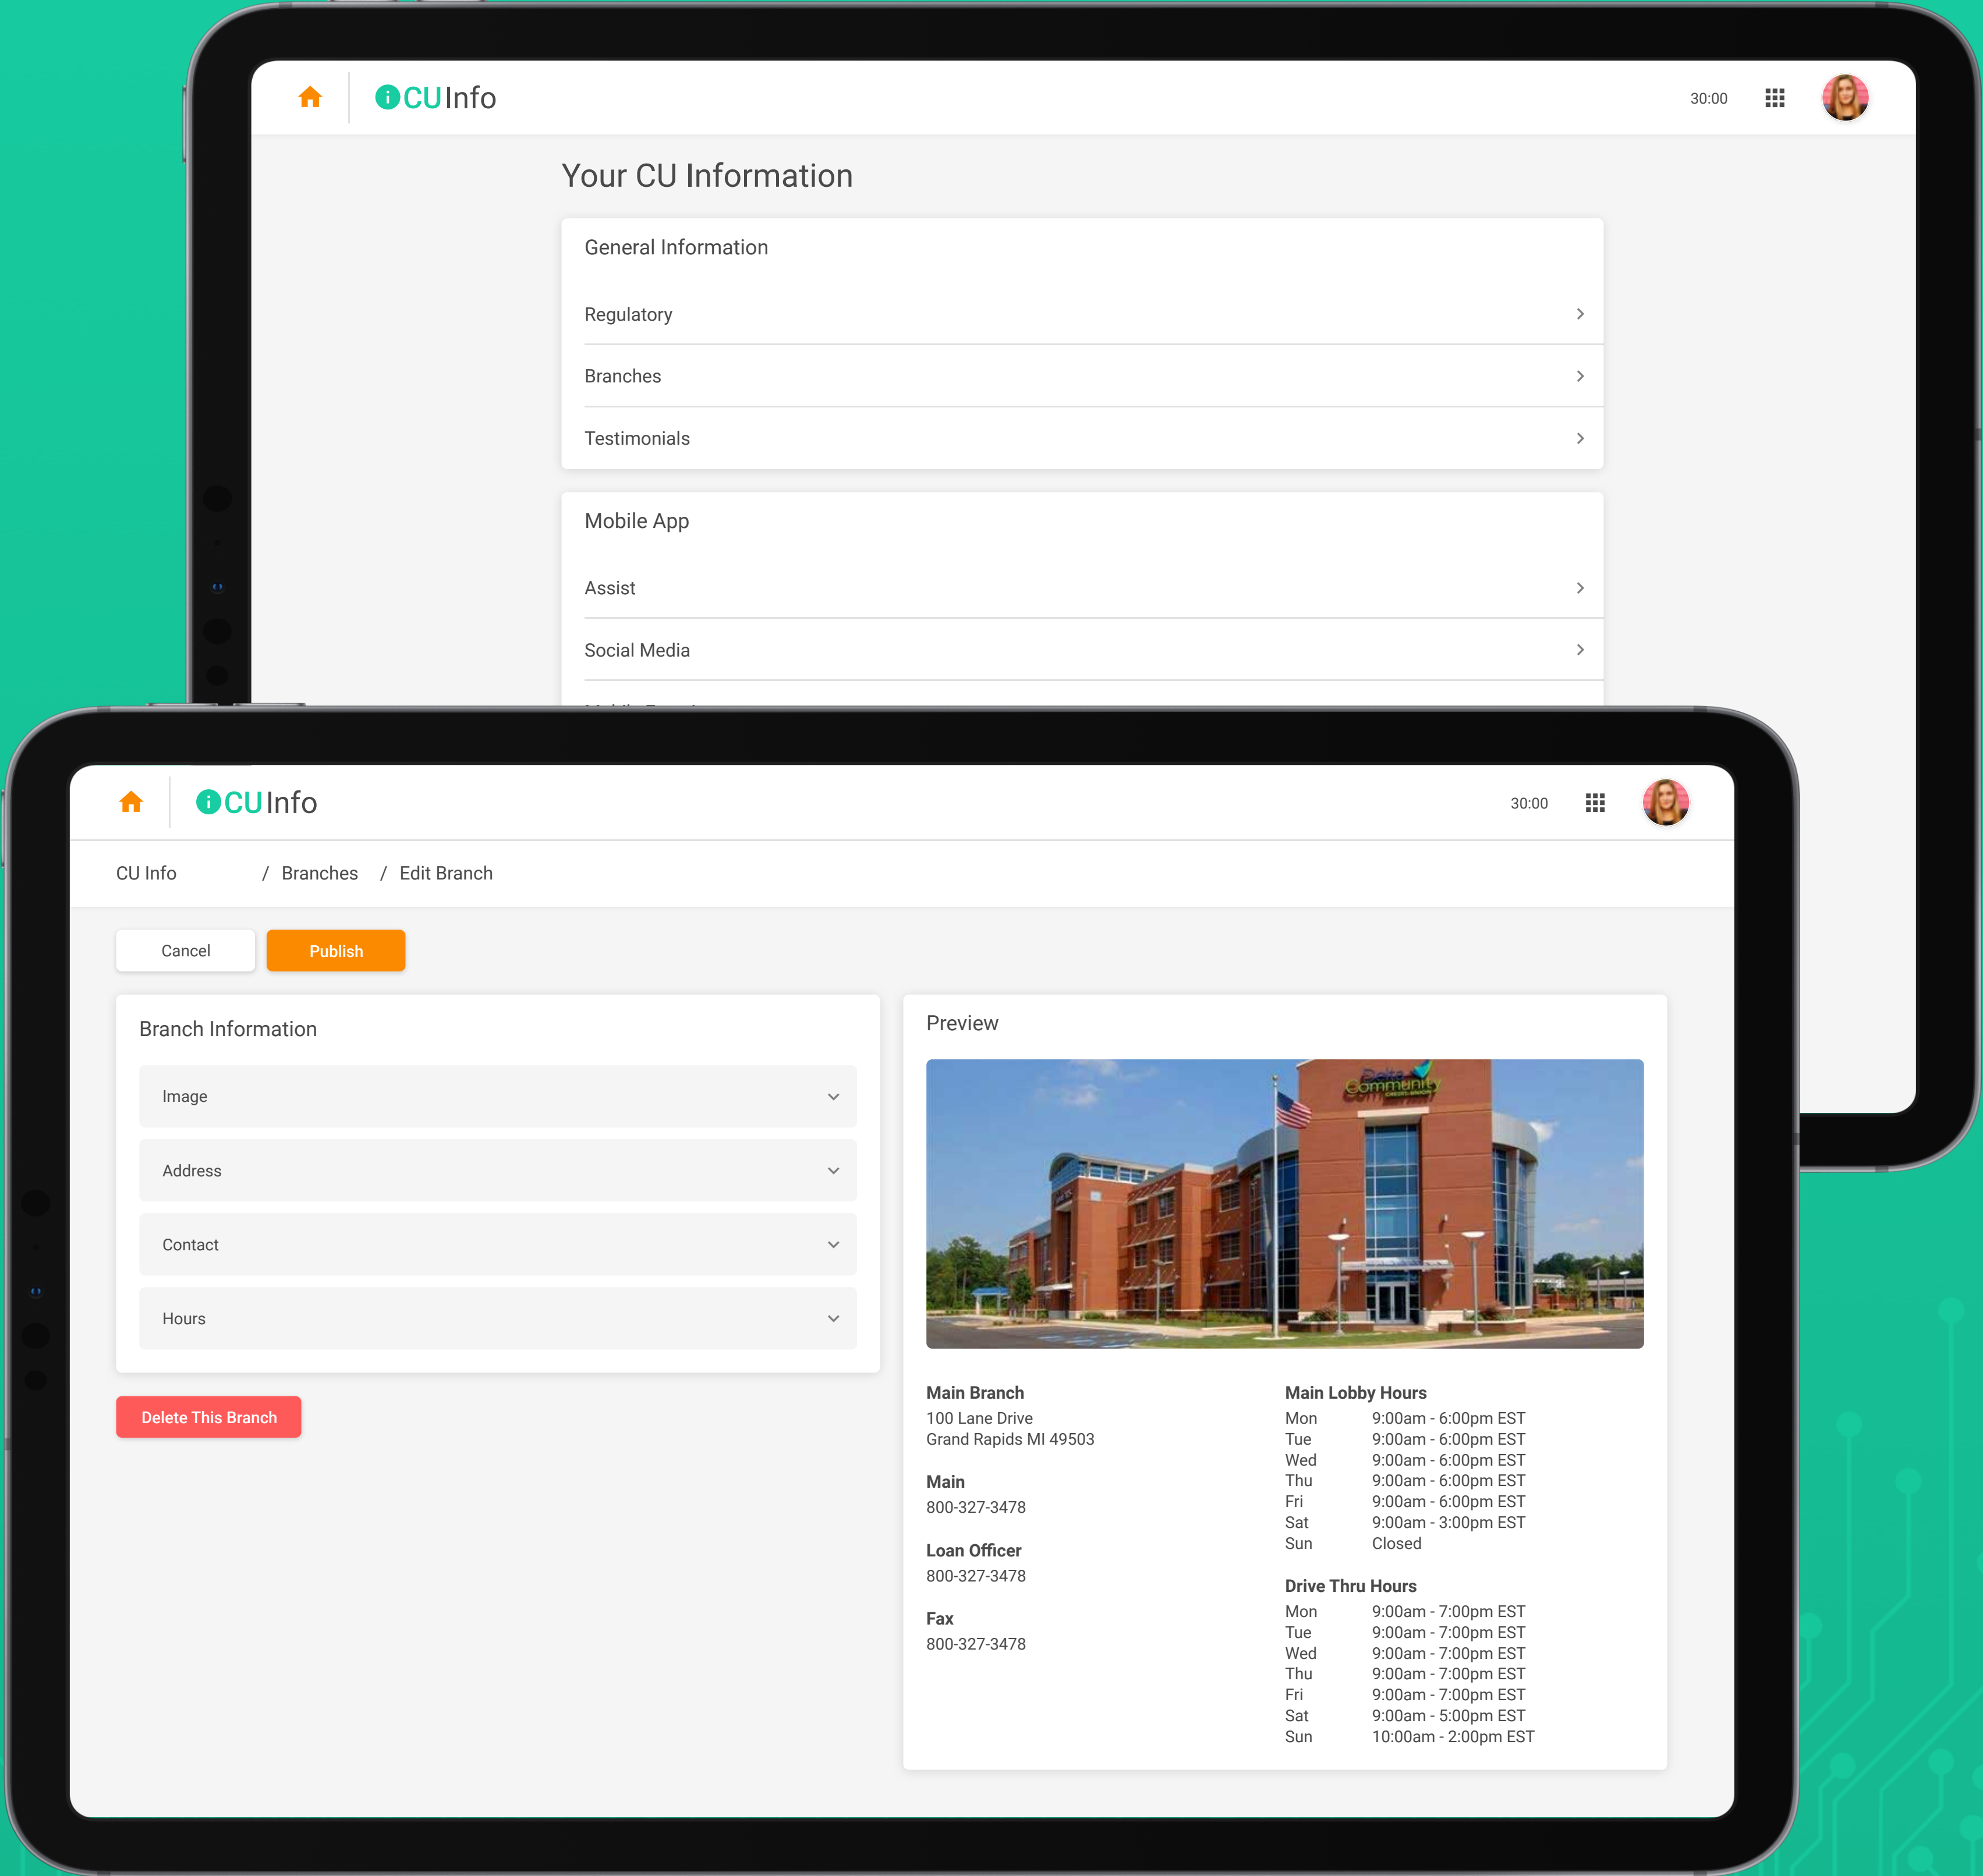 CUInfo
30:00
Your CU Information
General Information
Regulatory
Branches
Testimonials
Mobile App
Assist
Social Media
CUInfo
30:00
CU Info / Branches / Edit Branch
Cancel
Publish
Branch Information
Image
Address
Contact
Hours
Delete This Branch
Preview
Delta
Community
CREDIT UNION
Main Branch
100 Lane Drive
Grand Rapids MI 49503
Main
800-327-3478
Loan Officer
800-327-3478
Fax
800-327-3478
Main Lobby Hours
Mon 9:00am - 6:00pm EST
Tue 9:00am - 6:00pm EST
Wed 9:00am - 6:00pm EST
Thu 9:00am - 6:00pm EST
Fri 9:00am - 6:00pm EST
Sat 9:00am - 3:00pm EST
Sun Closed
Drive Thru Hours
Mon 9:00am - 7:00pm EST
Tue 9:00am - 7:00pm EST
Wed 9:00am - 7:00pm EST
Thu 9:00am - 7:00pm EST
Fri 9:00am - 7:00pm EST
Sat 9:00am - 5:00pm EST
Sun 10:00am - 2:00pm EST